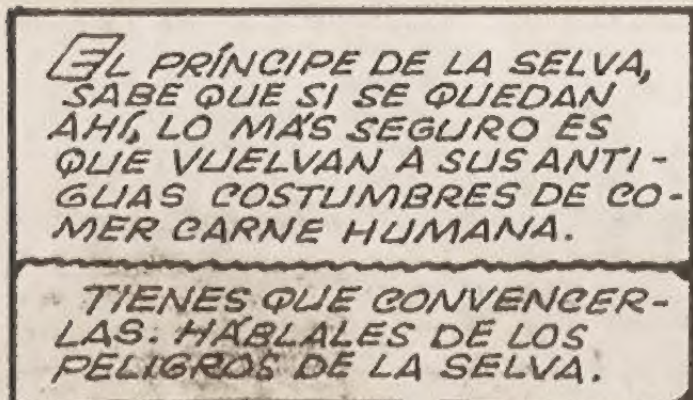 EL PRÍNCIPE DE LA SELVA,
SABE QUE SI SE QUEDAN
AHÍ, LO MÁS SEGURO ES
QUE VUELVAN A SUS ANTI-
GUAS COSTUMBRES DE CO-
MER CARNE HUMANA.
TIENES QUE CONVENCER-
LAS. HÁBLALES DE LOS
PELIGROS DE LA SELVA.